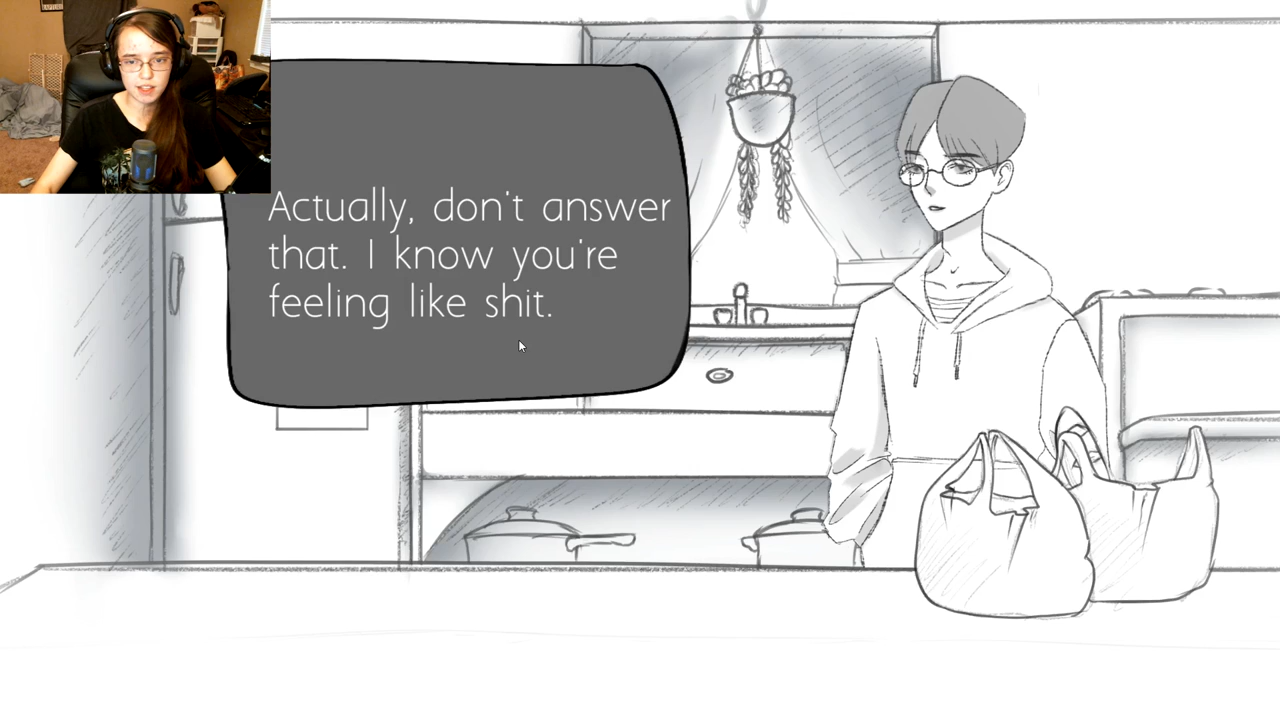 Actually, don't answer
that. I know you're
feeling like shit.